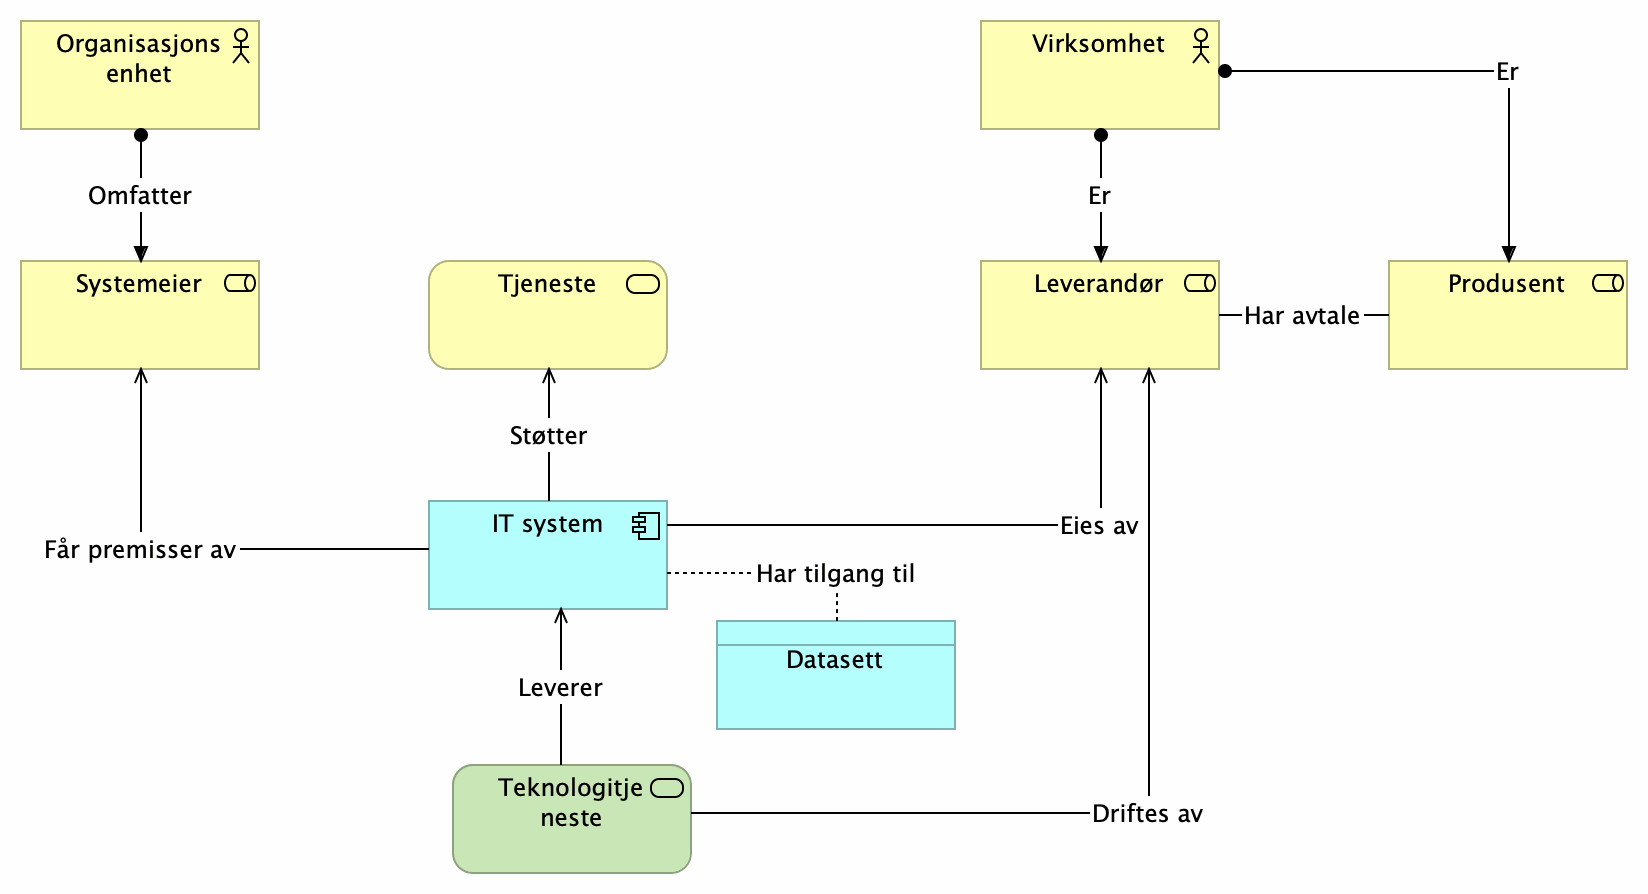 Organisasjons
enhet
Virksomhet
Er
Omfatter
Er
Systemeier
Tjeneste
Leverandør
Produsent
Har avtale
Støtter
IT system
Eies av
Får premisser av
Har tilgang til
Datasett
Leverer
Teknologitje
neste
Driftes av